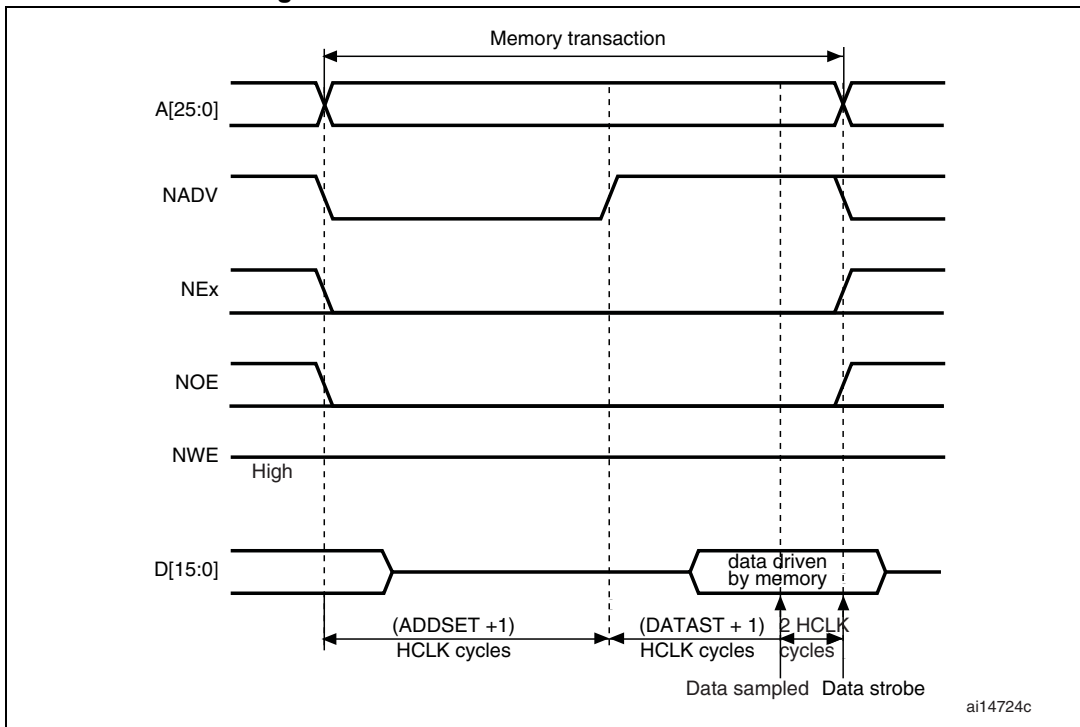 Memory transaction
A[25:0]
NADV
NEx
NOE
NWE
High
D[15:0]
data driven
by memory
(ADDSET +1)
HCLK cycles
(DATAST + 1)
HCLK cycles
2 HCLK
cycles
Data sampled
Data strobe
ai14724c